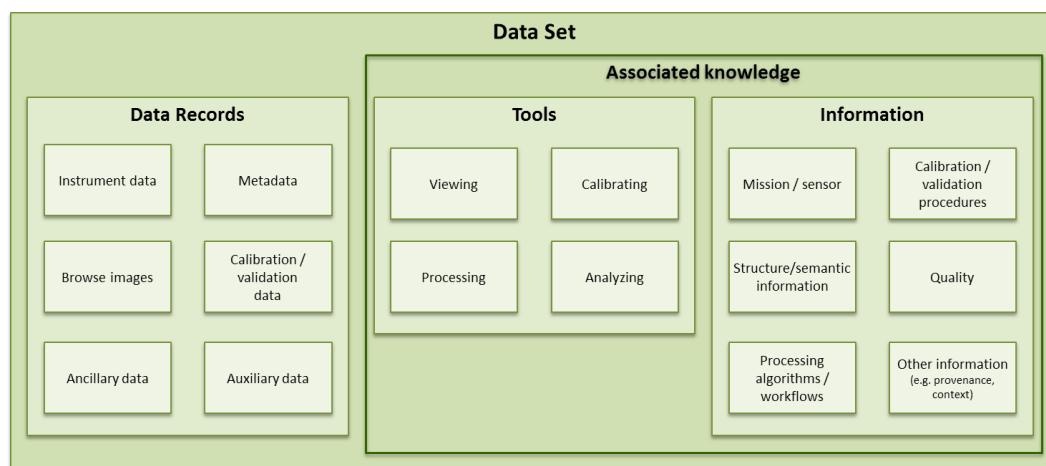 Data Set
Associated knowledge
Data Records
Instrument data
Metadata
Browse images
Calibration /
validation
data
Ancillary data
Auxiliary data
Tools
Viewing
Calibrating
Processing
Analyzing
Information
Mission / sensor
Calibration /
validation
procedures
Structure/semantic
information
Quality
Processing
algorithms /
workflows
Other information
(e.g. provenance,
context)